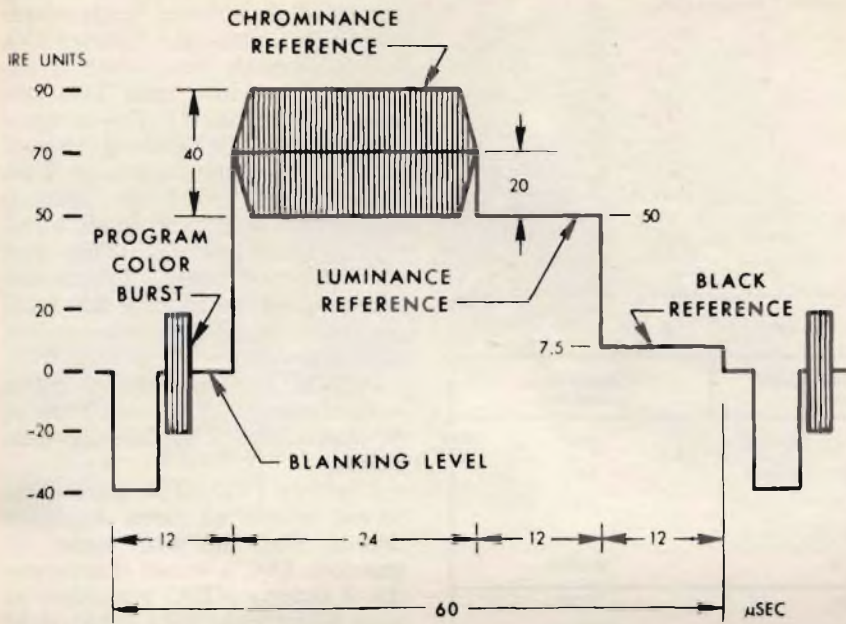 CHROMINANCE
REFERENCE
IRE UNITS
90
70
50
20
0
-20
-40
40
20
50
PROGRAM
COLOR
BURST
LUMINANCE
REFERENCE
BLACK
REFERENCE
7.5
BLANKING LEVEL
12
24
12
12
60
µSEC